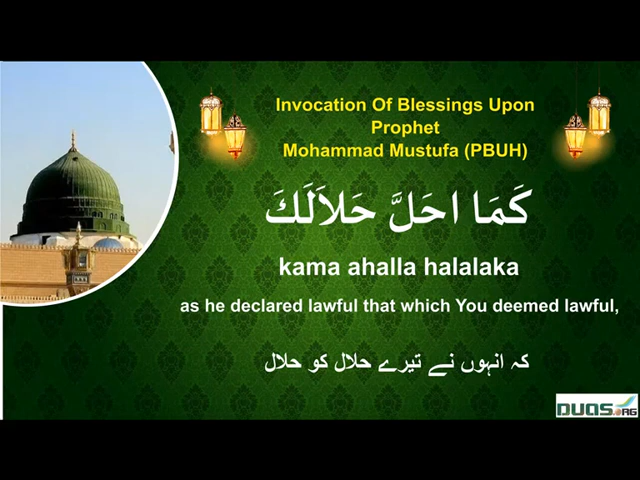 Invocation Of Blessings Upon
Prophet
Mohammad Mustufa (PBUH)
كَمَا احَلَّ حَلاَلَكَ
kama ahalla halalaka
as he declared lawful that which You deemed lawful,
کہ انہوں نے تیرے حلال کو حلال
DUAS.ORG